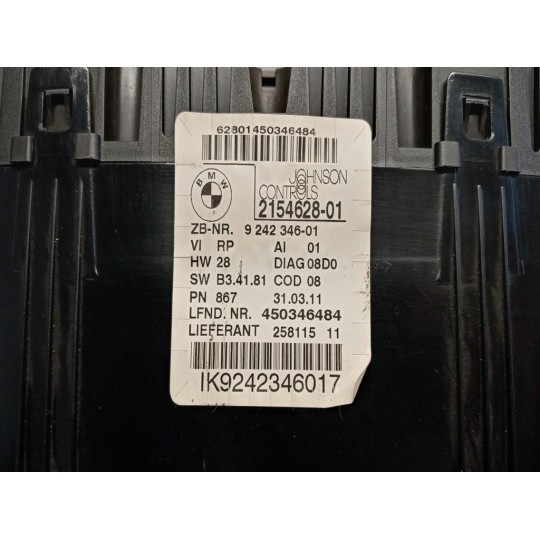 62801450346484
BMW
JOHNSON
CONTROLS
2154628-01
ZB-NR. 9 242 346-01
VI RP AI 01
HW 28 DIAG 08D0
SW B3.41.81 COD 08
PN 867 31.03.11
LFND. NR. 450346484
LIEFERANT 258115 11
IK9242346017